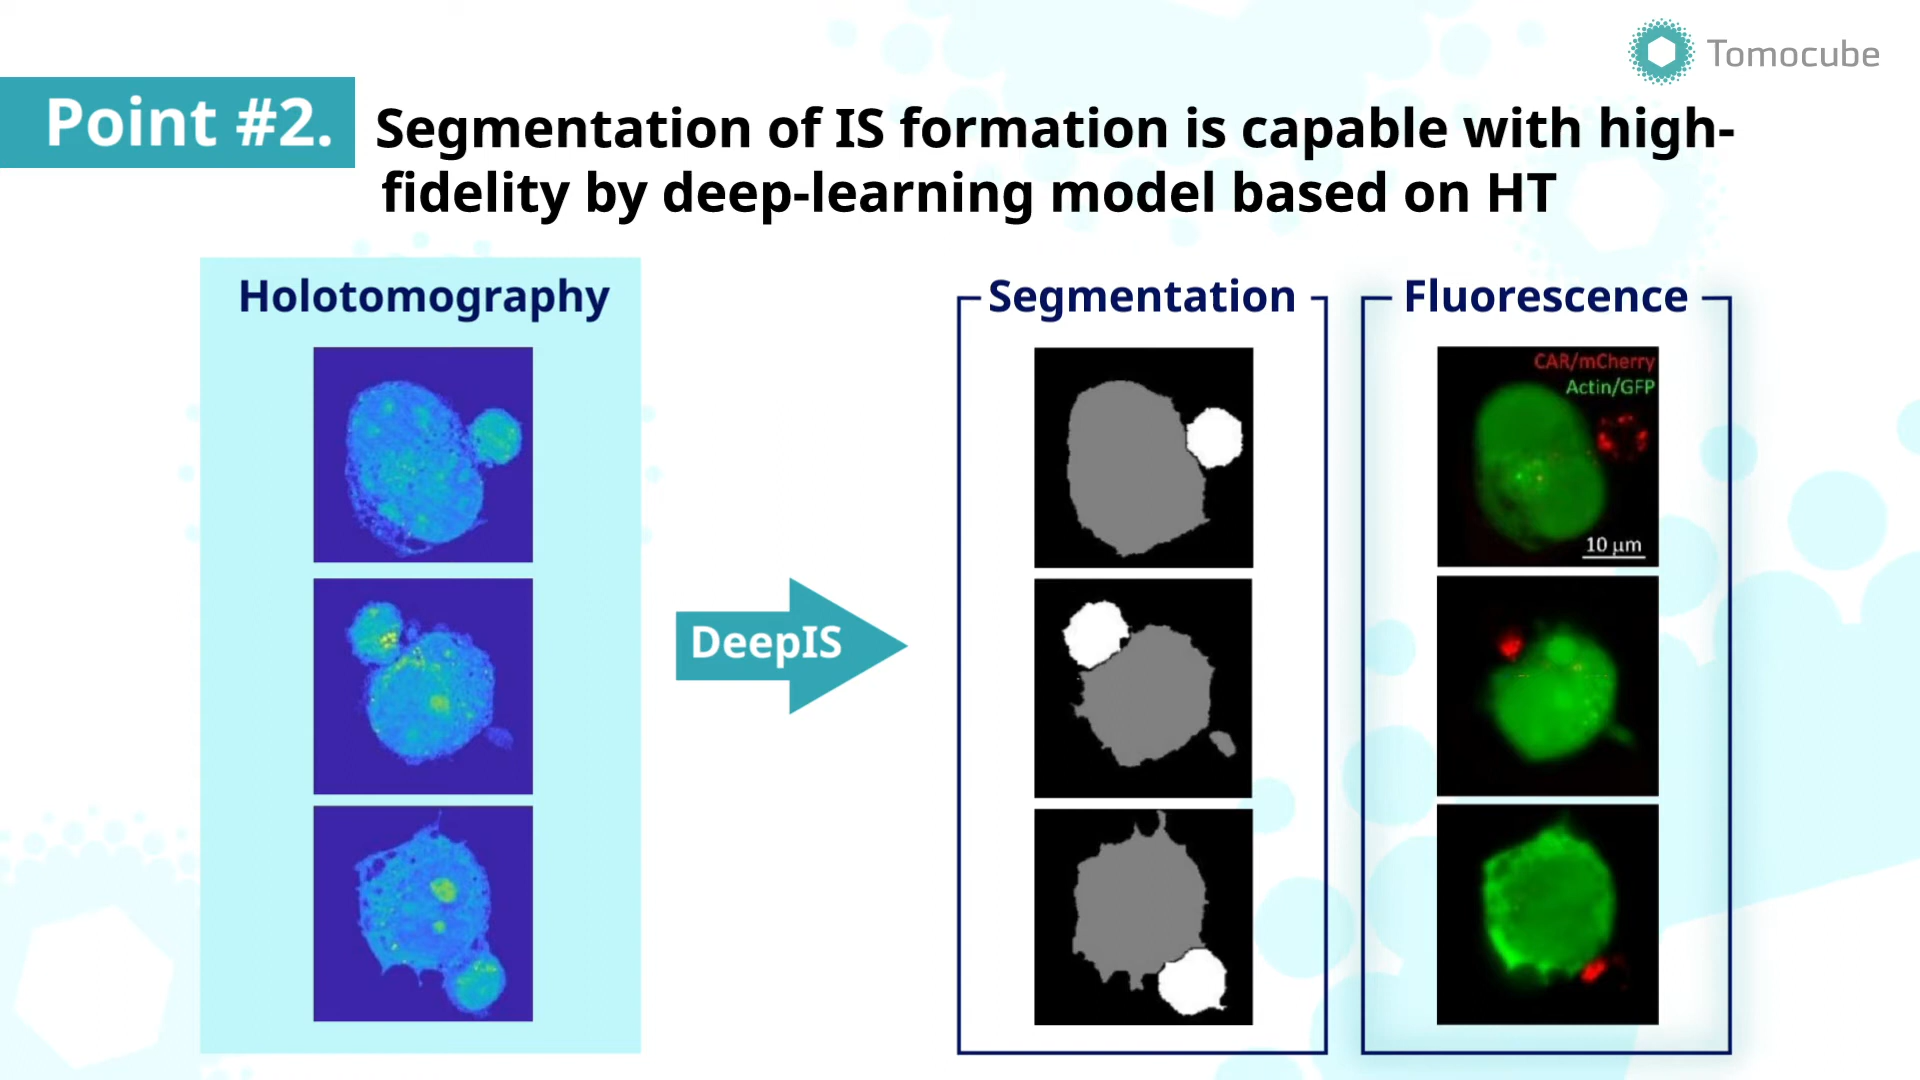 Tomocube
Point #2.
Segmentation of IS formation is capable with high-
fidelity by deep-learning model based on HT
Holotomography
DeepIS
Segmentation
Fluorescence
CAR/mCherry
Actin/GFP
10 μm